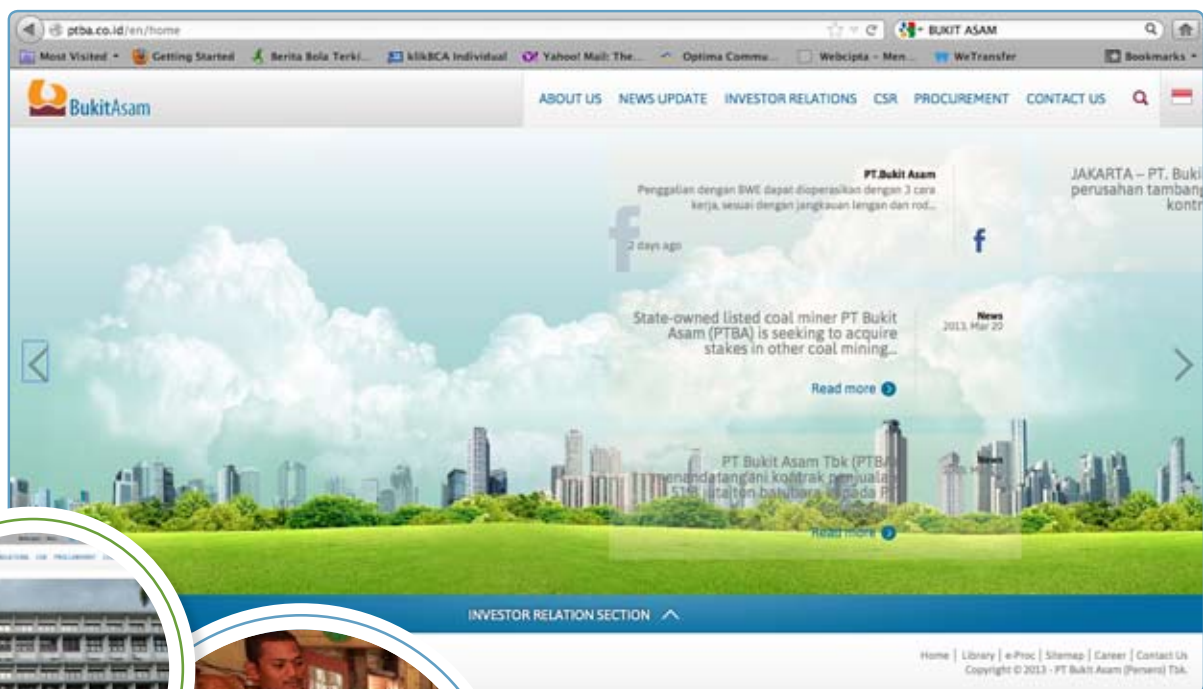 ptba.co.id/en/home
BUKIT ASAM
Most Visited
Getting Started
Berita Bola Terki...
klikBCA Individual
Yahoo! Mail: The...
Optima Commu...
Webcipta - Men...
WeTransfer
Bookmarks
BukitAsam
ABOUT US NEWS UPDATE INVESTOR RELATIONS CSR PROCUREMENT CONTACT US
PT.Bukit Asam
Penggalian dengan BWE dapat dioperasikan dengan 3 cara
kerja, sesuai dengan jangkauan lengan dan rod...
2 days ago
f
JAKARTA – PT. Buki
perusahan tambang
kontr
State-owned listed coal miner PT Bukit
Asam (PTBA) is seeking to acquire
stakes in other coal mining...
News
2013, Mar 20
Read more
PT Bukit Asam Tbk (PTBA
menandatangani kontrak penjuala
News
Read more
INVESTOR RELATION SECTION
Home | Library | e-Proc | Sitemap | Career | Contact Us
Copyright © 2013 - PT Bukit Asam (Persero) Tbk.